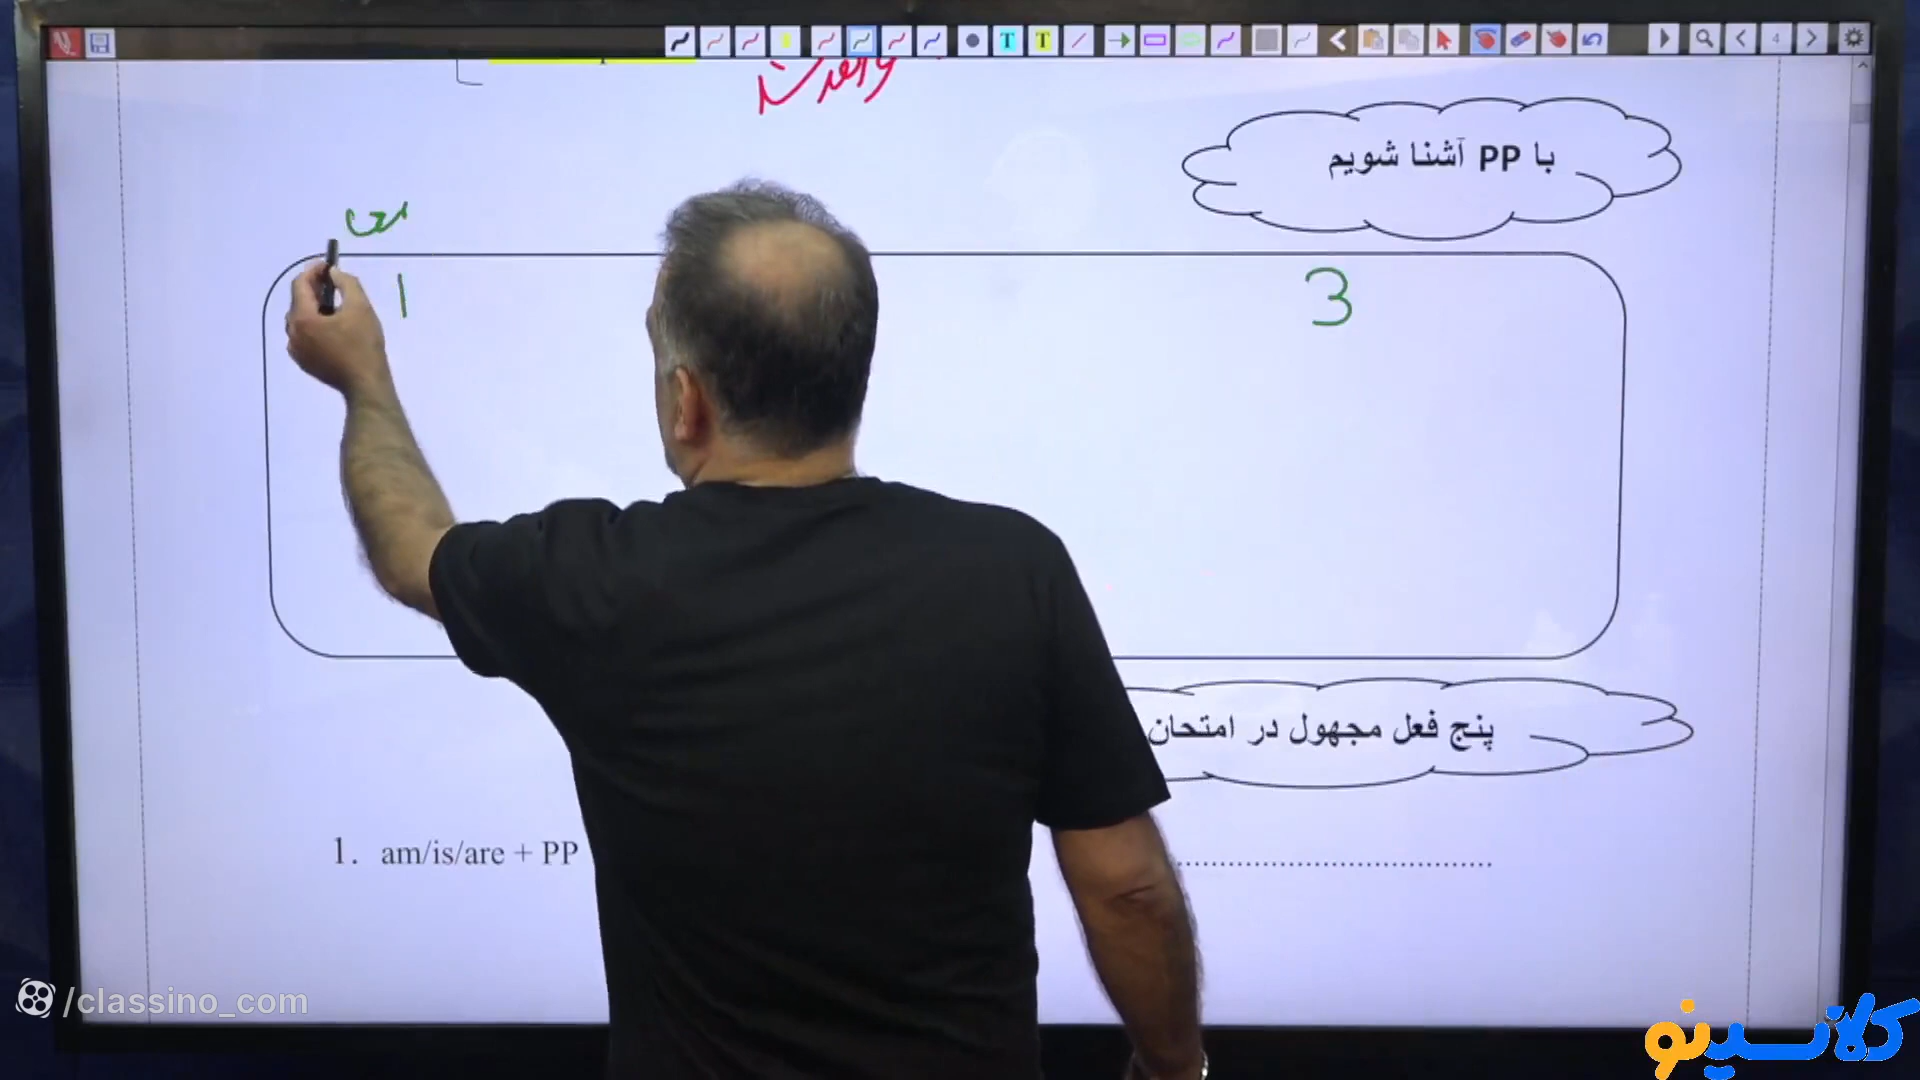 با PP آشنا شویم
1
3
پنج فعل مجهول در امتحان
1. am/is/are + PP
/classino_com
کلاسینو